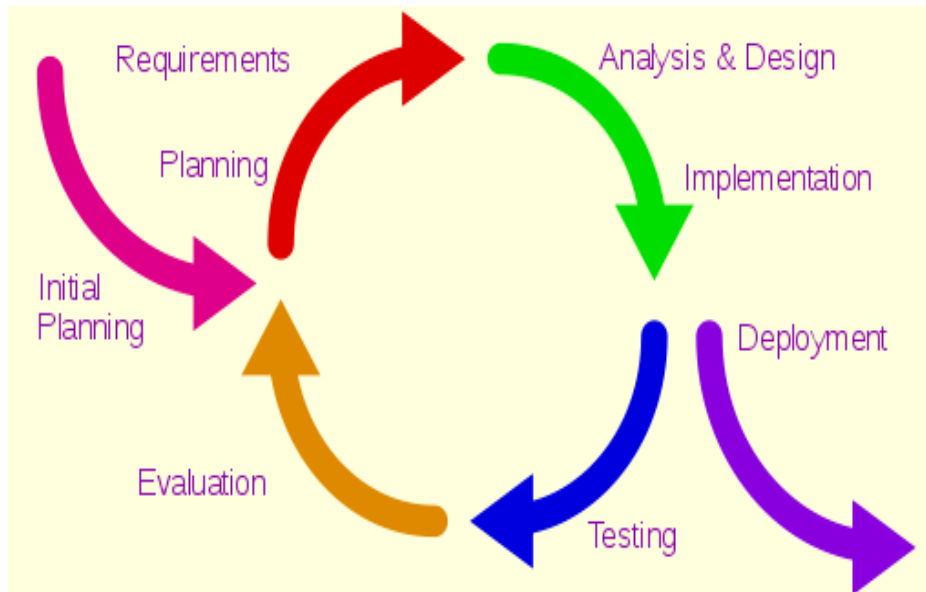 Requirements
Analysis & Design
Planning
Implementation
Initial
Planning
Deployment
Evaluation
Testing